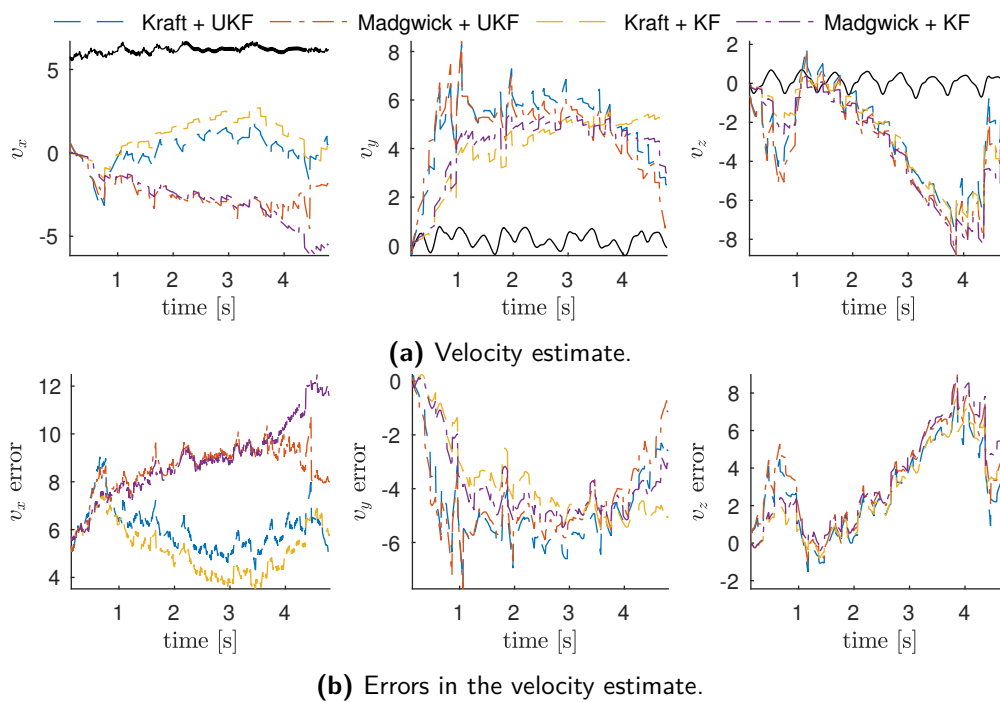 Kraft + UKF Madgwick + UKF Kraft + KF Madgwick + KF
5
0
-5
v_x
1 2 3 4
time [s]
8
6
4
2
0
v_y
1 2 3 4
time [s]
2
0
-2
-4
-6
-8
v_z
1 2 3 4
time [s]
(a) Velocity estimate.
12
10
8
6
4
v_x error
1 2 3 4
time [s]
0
-2
-4
-6
v_y error
1 2 3 4
time [s]
8
6
4
2
0
-2
v_z error
1 2 3 4
time [s]
(b) Errors in the velocity estimate.